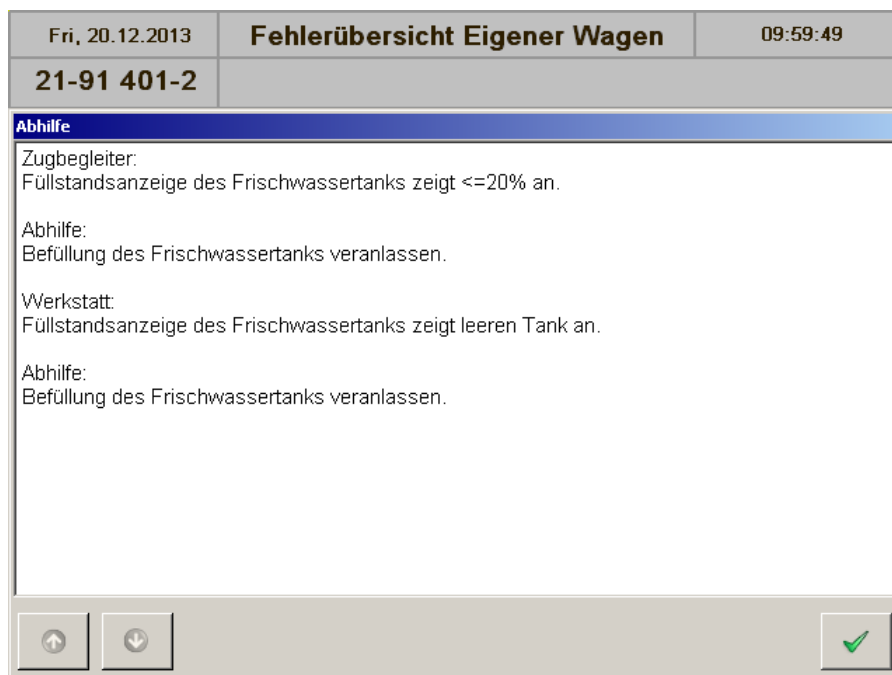 Fri, 20.12.2013
Fehlerübersicht Eigener Wagen
09:59:49
21-91 401-2
Abhilfe
Zugbegleiter:
Füllstandsanzeige des Frischwassertanks zeigt <=20% an.
Abhilfe:
Befüllung des Frischwassertanks veranlassen.
Werkstatt:
Füllstandsanzeige des Frischwassertanks zeigt leeren Tank an.
Abhilfe:
Befüllung des Frischwassertanks veranlassen.